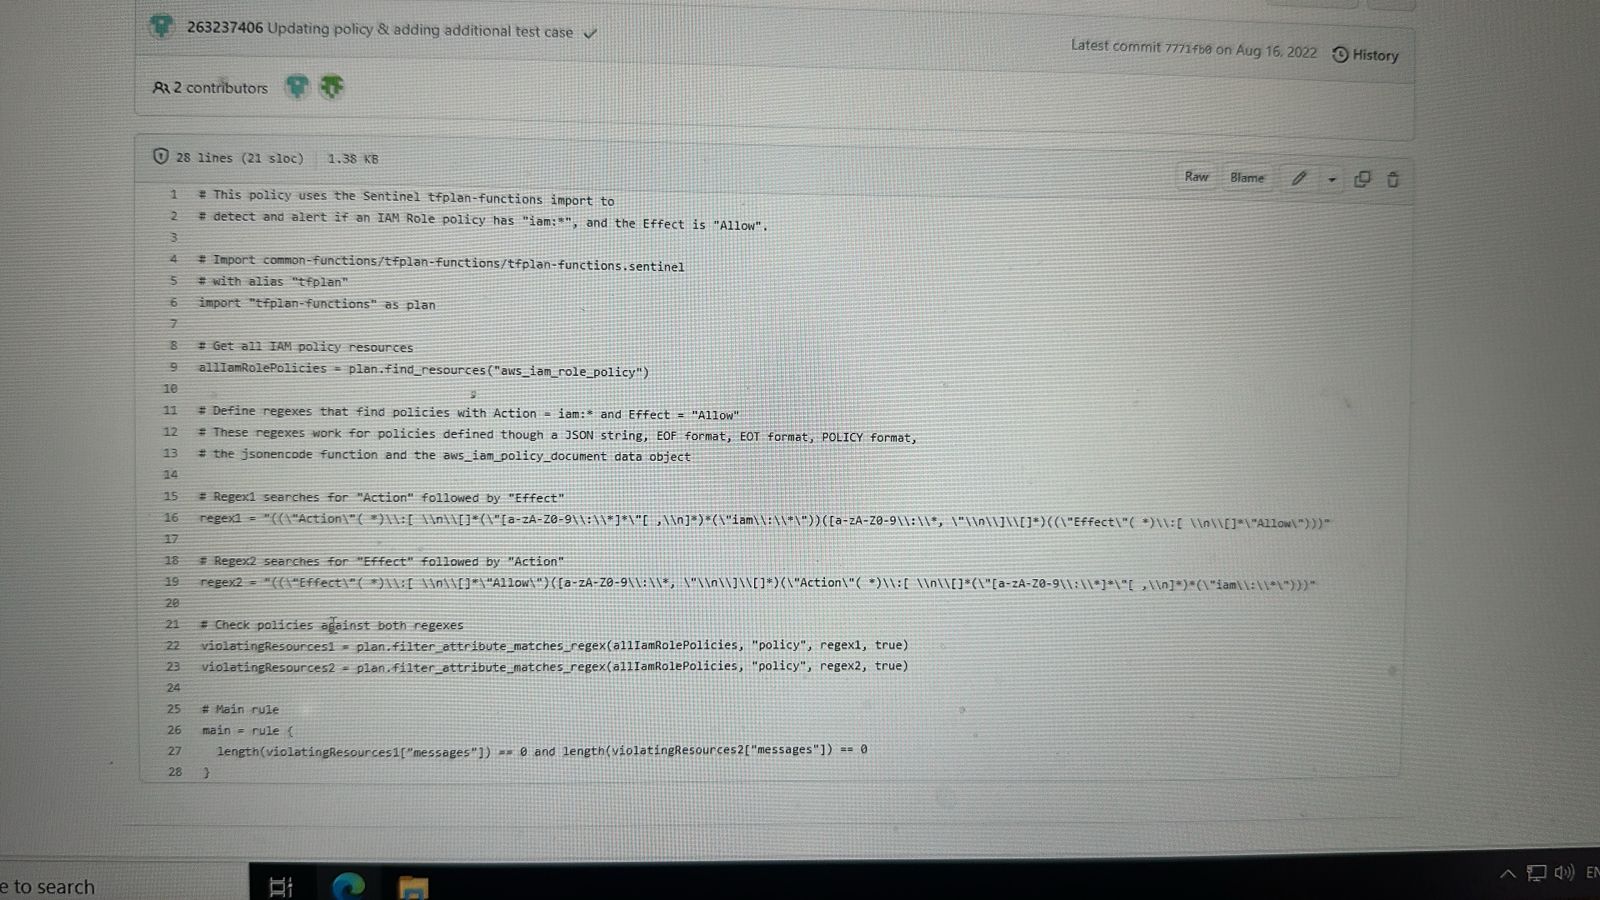 263237406 Updating policy & adding additional test case
Latest commit 7771fb0 on Aug 16, 2022 History
2 contributors
28 lines (21 sloc) 1.38 KB
Raw Blame
1 # This policy uses the Sentinel tfplan-functions import to
2 # detect and alert if an IAM Role policy has "iam:*", and the Effect is "Allow".
3
4 # Import common-functions/tfplan-functions/tfplan-functions.sentinel
5 # with alias "tfplan"
6 import "tfplan-functions" as plan
7
8 # Get all IAM policy resources
9 allIamRolePolicies = plan.find_resources("aws_iam_role_policy")
10
11 # Define regexes that find policies with Action = iam:* and Effect = "Allow"
12 # These regexes work for policies defined though a JSON string, EOF format, EOT format, POLICY format,
13 # the jsonencode function and the aws_iam_policy_document data object
14
15 # Regex1 searches for "Action" followed by "Effect"
16 regex1 = "((\"Action\"( *)\\:[ \\n\\[]*(\"[a-zA-Z0-9\\:\\*]*\"[ ,\\n]*)*(\"iam\\:\\*\"))([a-zA-Z0-9\\:\\*, \"\\n\\]\\[]*)((\"Effect\"( *)\\:[ \\n\\[]*\"Allow\")))"
17
18 # Regex2 searches for "Effect" followed by "Action"
19 regex2 = "((\"Effect\"( *)\\:[ \\n\\[]*\"Allow\")([a-zA-Z0-9\\:\\*, \"\\n\\]\\[]*)(\"Action\"( *)\\:[ \\n\\[]*(\"[a-zA-Z0-9\\:\\*]*\"[ ,\\n]*)*(\"iam\\:\\*\")))"
20
21 # Check policies against both regexes
22 violatingResources1 = plan.filter_attribute_matches_regex(allIamRolePolicies, "policy", regex1, true)
23 violatingResources2 = plan.filter_attribute_matches_regex(allIamRolePolicies, "policy", regex2, true)
24
25 # Main rule
26 main = rule {
27 length(violatingResources1["messages"]) == 0 and length(violatingResources2["messages"]) == 0
28 }
e to search
EN